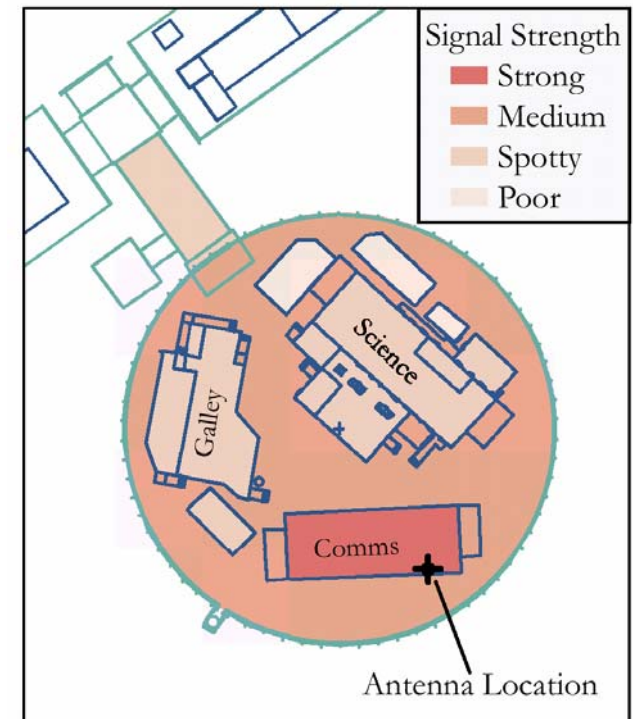 Signal Strength
Strong
Medium
Spotty
Poor
Science
Galley
Comms
Antenna Location